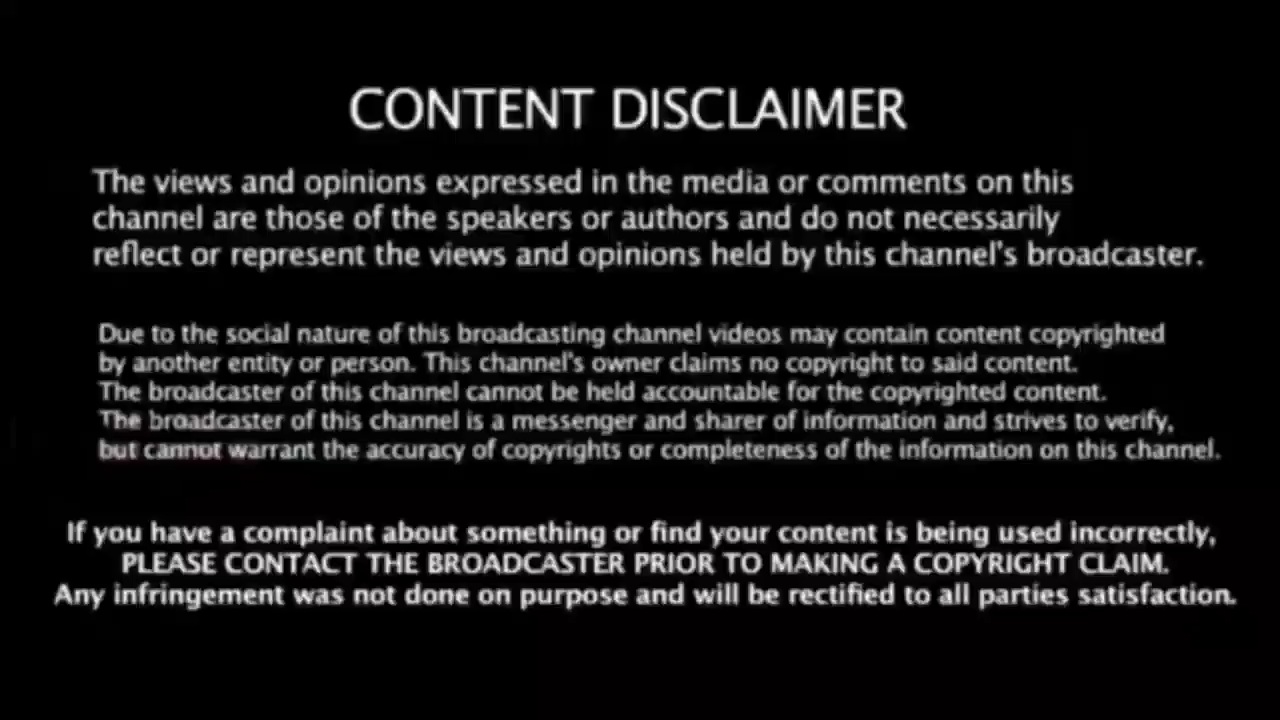 CONTENT DISCLAIMER
The views and opinions expressed in the media or comments on this
channel are those of the speakers or authors and do not necessarily
reflect or represent the views and opinions held by this channel's broadcaster.
Due to the social nature of this broadcasting channel videos may contain content copyrighted
by another entity or person. This channel's owner claims no copyright to said content.
The broadcaster of this channel cannot be held accountable for the copyrighted content.
The broadcaster of this channel is a messenger and sharer of information and strives to verify,
but cannot warrant the accuracy of copyrights or completeness of the information on this channel.
If you have a complaint about something or find your content is being used incorrectly,
PLEASE CONTACT THE BROADCASTER PRIOR TO MAKING A COPYRIGHT CLAIM.
Any infringement was not done on purpose and will be rectified to all parties satisfaction.